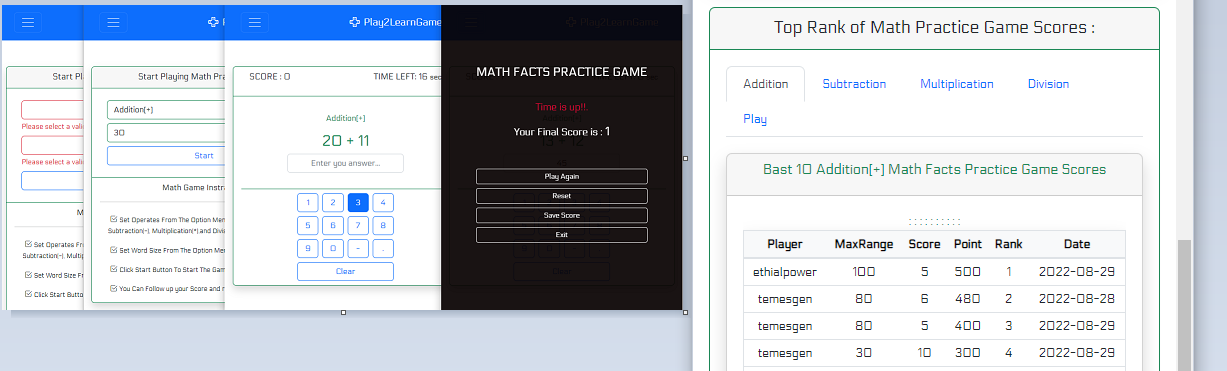 Play2LearnGame
Start Pl
Please select a vali
Please select a vali
M
Set Operates Fr
Subtraction(-), Multip
Set Word Size Fr
Click Start Butto
Start Playing Math Pra
Addition[+]
30
Start
Math Game Instr
Set Operates From The Option Men
Subtraction(-), Multiplication(*),and Divis
Set Word Size From The Option Men
Click Start Button To Start The Gam
You Can Follow up your Score and r
SCORE : 0 TIME LEFT: 16 sec
Addition[+]
20 + 11
Enter you answer...
1 2 3 4
5 6 7 8
9 0 - .
Clear
MATH FACTS PRACTICE GAME
Time is up!!.
Your Final Score is : 1
Play Again
Reset
Save Score
Exit
Top Rank of Math Practice Game Scores :
Addition Subtraction Multiplication Division
Play
Bast 10 Addition[+] Math Facts Practice Game Scores
: : : : : : : : : :
Player MaxRange Score Point Rank Date
ethialpower 100 5 500 1 2022-08-29
temesgen 80 6 480 2 2022-08-28
temesgen 80 5 400 3 2022-08-29
temesgen 30 10 300 4 2022-08-29